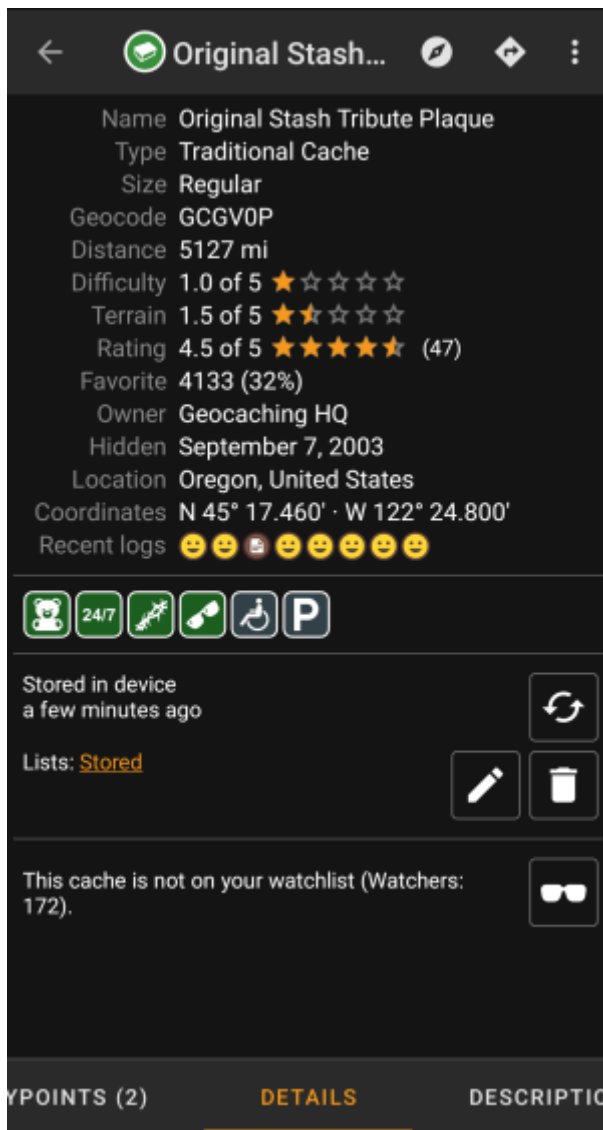 Original Stash...
Name Original Stash Tribute Plaque
Type Traditional Cache
Size Regular
Geocode GCGV0P
Distance 5127 mi
Difficulty 1.0 of 5
Terrain 1.5 of 5
Rating 4.5 of 5 (47)
Favorite 4133 (32%)
Owner Geocaching HQ
Hidden September 7, 2003
Location Oregon, United States
Coordinates N 45° 17.460' · W 122° 24.800'
Recent logs
24/7 P
Stored in device
a few minutes ago
Lists: Stored
This cache is not on your watchlist (Watchers:
172).
YPOINTS (2) DETAILS DESCRIPTIO